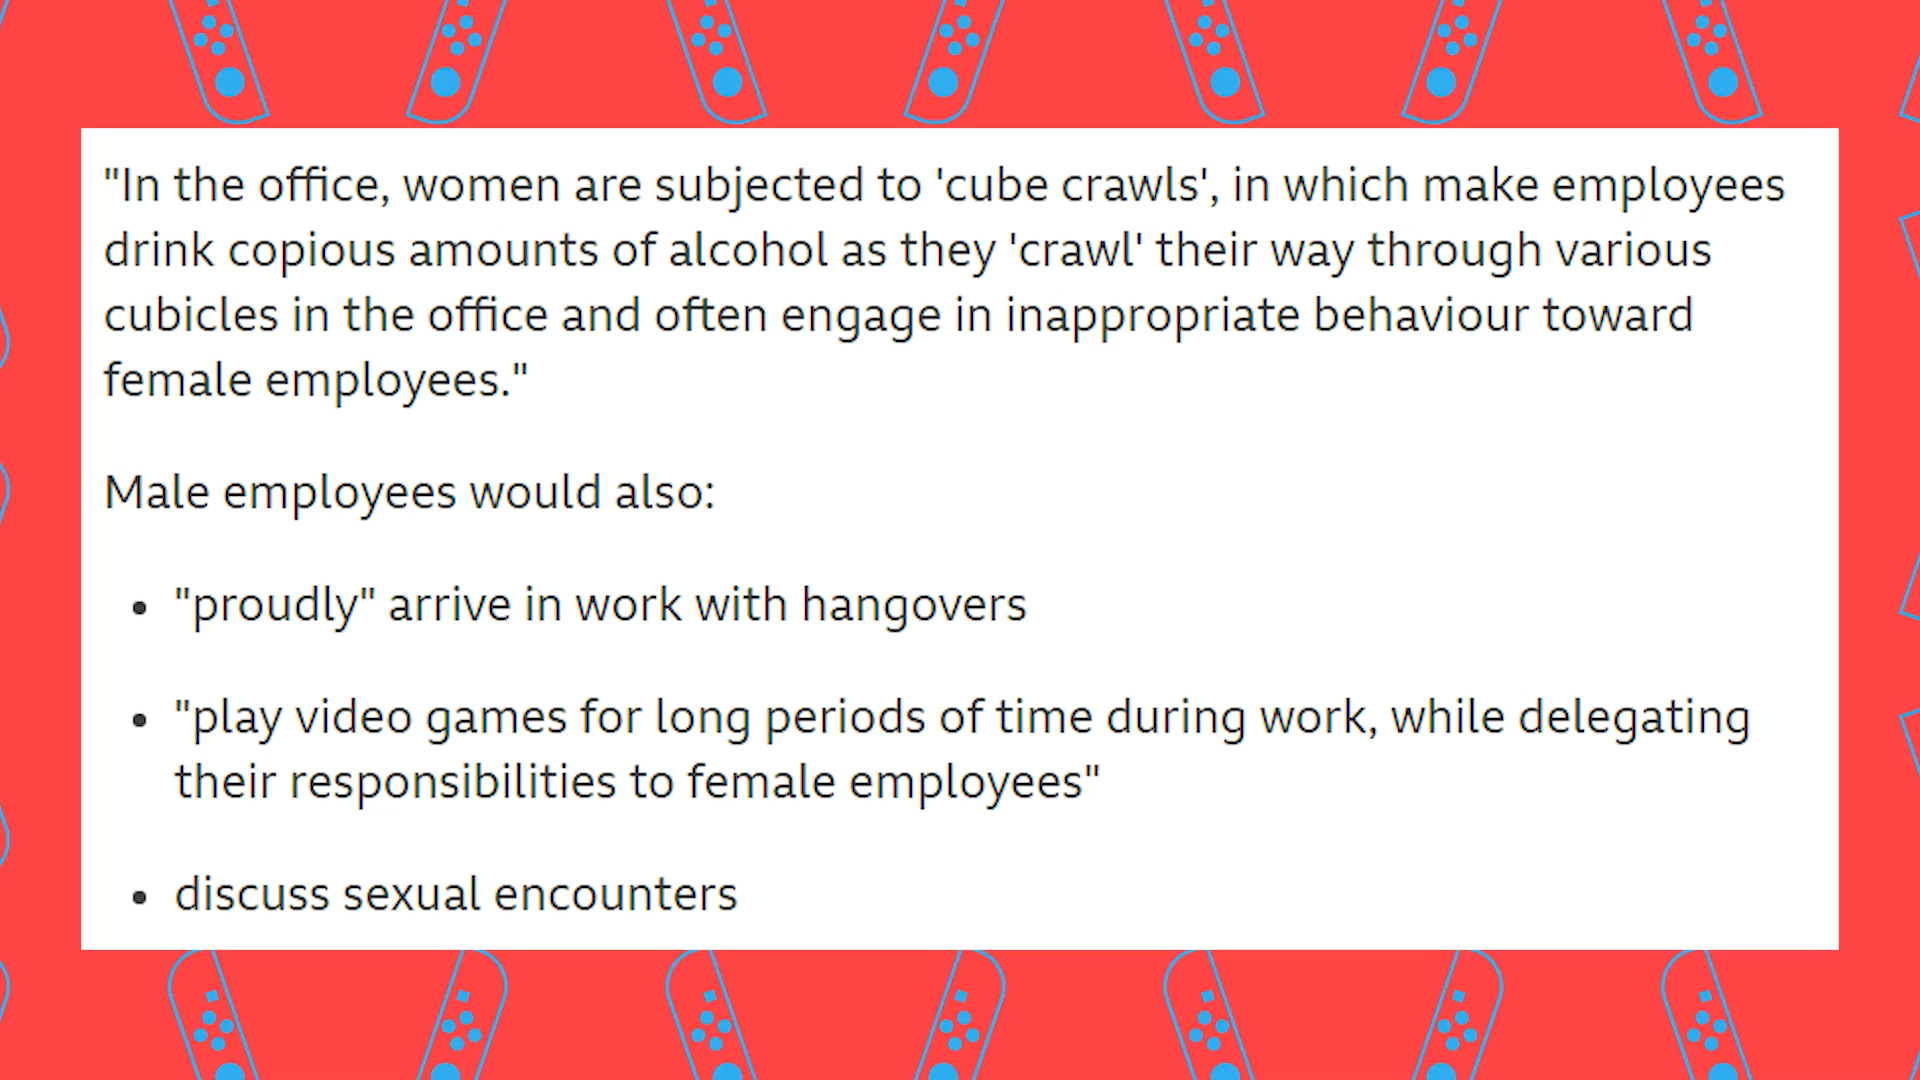 "In the office, women are subjected to 'cube crawls', in which make employees
drink copious amounts of alcohol as they 'crawl' their way through various
cubicles in the office and often engage in inappropriate behaviour toward
female employees."
Male employees would also:
• "proudly" arrive in work with hangovers
• "play video games for long periods of time during work, while delegating
their responsibilities to female employees"
• discuss sexual encounters